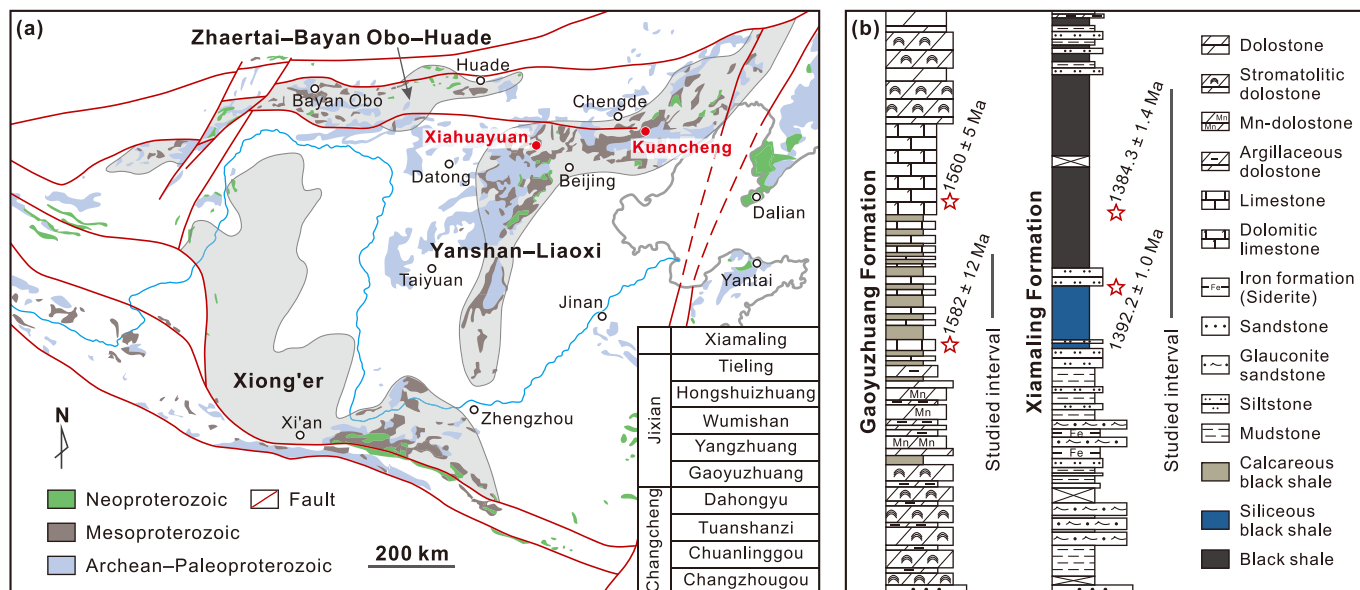 (a)
Zhaertai–Bayan Obo–Huade
Huade
Bayan Obo
Chengde
Xiahuayuan
Kuancheng
Datong
Beijing
Dalian
Yanshan–Liaoxi
Taiyuan
Yantai
Jinan
Xiong'er
Zhengzhou
Xi'an
N
Neoproterozoic
Fault
Mesoproterozoic
Archean–Paleoproterozoic
200 km
Xiamaling
Jixian
Tieling
Hongshuizhuang
Wumishan
Yangzhuang
Gaoyuzhuang
Changcheng
Dahongyu
Tuanshanzi
Chuanlinggou
Changzhougou
(b)
Gaoyuzhuang Formation
1560 ± 5 Ma
1582 ± 12 Ma
Studied interval
Mn
Mn
Mn Mn
Xiamaling Formation
1384.3 ± 1.4 Ma
1392.2 ± 1.0 Ma
Studied interval
Fe
Fe
Dolostone
Stromatolitic
dolostone
Mn
Mn
Mn-dolostone
Argillaceous
dolostone
Limestone
Dolomitic
limestone
Fe
Iron formation
(Siderite)
Sandstone
Glauconite
sandstone
Siltstone
Mudstone
Calcareous
black shale
Siliceous
black shale
Black shale